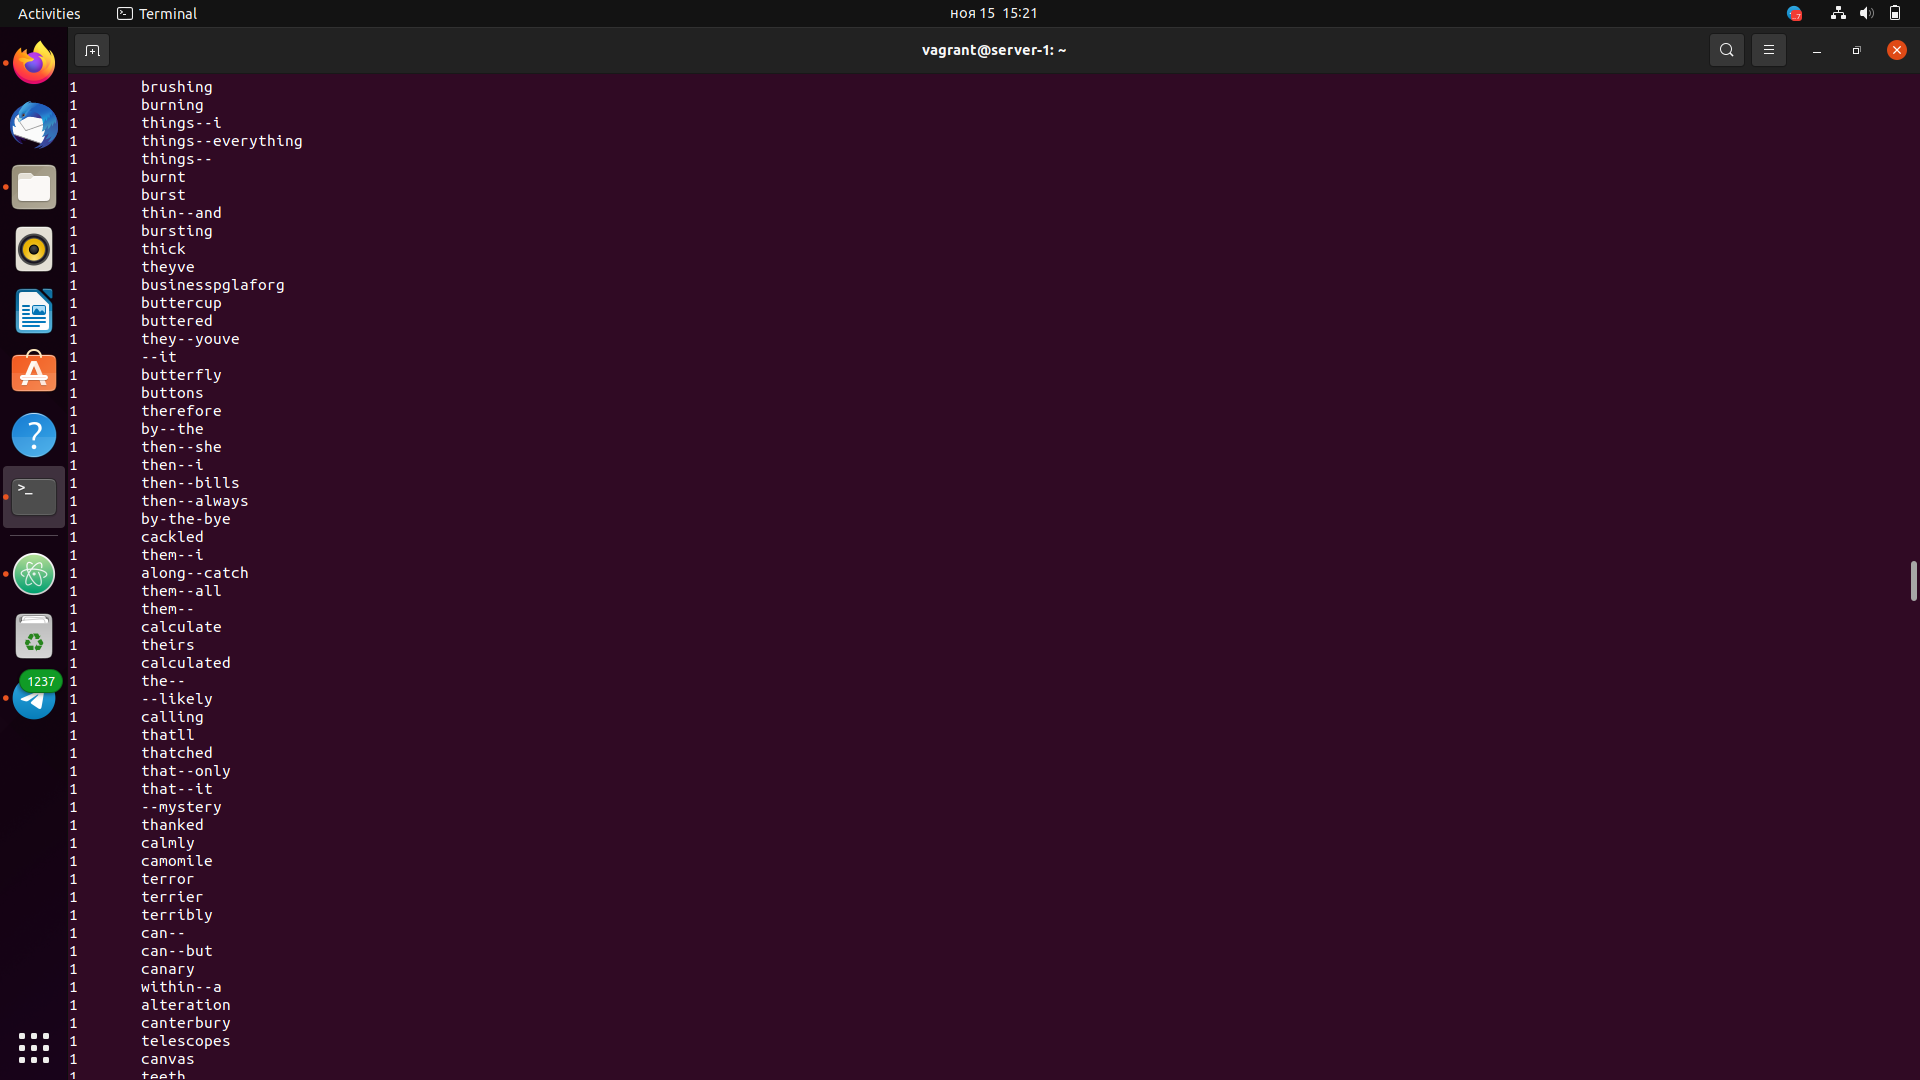 Activities Terminal ноя 15 15:21
vagrant@server-1: ~
1 brushing
1 burning
1 things--i
1 things--everything
1 things--
1 burnt
1 burst
1 thin--and
1 bursting
1 thick
1 theyve
1 businesspglaforg
1 buttercup
1 buttered
1 they--youve
1 --it
1 butterfly
1 buttons
1 therefore
1 by--the
1 then--she
1 then--i
1 then--bills
1 then--always
1 by-the-bye
1 cackled
1 them--i
1 along--catch
1 them--all
1 them--
1 calculate
1 theirs
1 calculated
1 the--
1 --likely
1 calling
1 thatll
1 thatched
1 that--only
1 that--it
1 --mystery
1 thanked
1 calmly
1 camomile
1 terror
1 terrier
1 terribly
1 can--
1 can--but
1 canary
1 within--a
1 alteration
1 canterbury
1 telescopes
1 canvas
1 teeth
1237